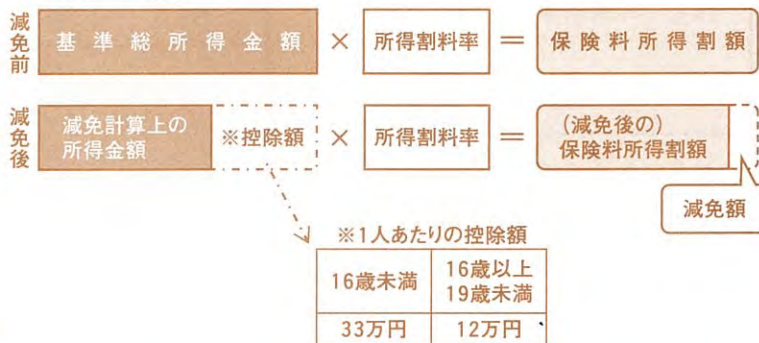 減免前
基準総所得金額 × 所得割料率 = 保険料所得割額
減免後
減免計算上の
所得金額
※控除額 × 所得割料率 = (減免後の)
保険料所得割額
減免額
※1人あたりの控除額
16歳未満 16歳以上
19歳未満
33万円 12万円